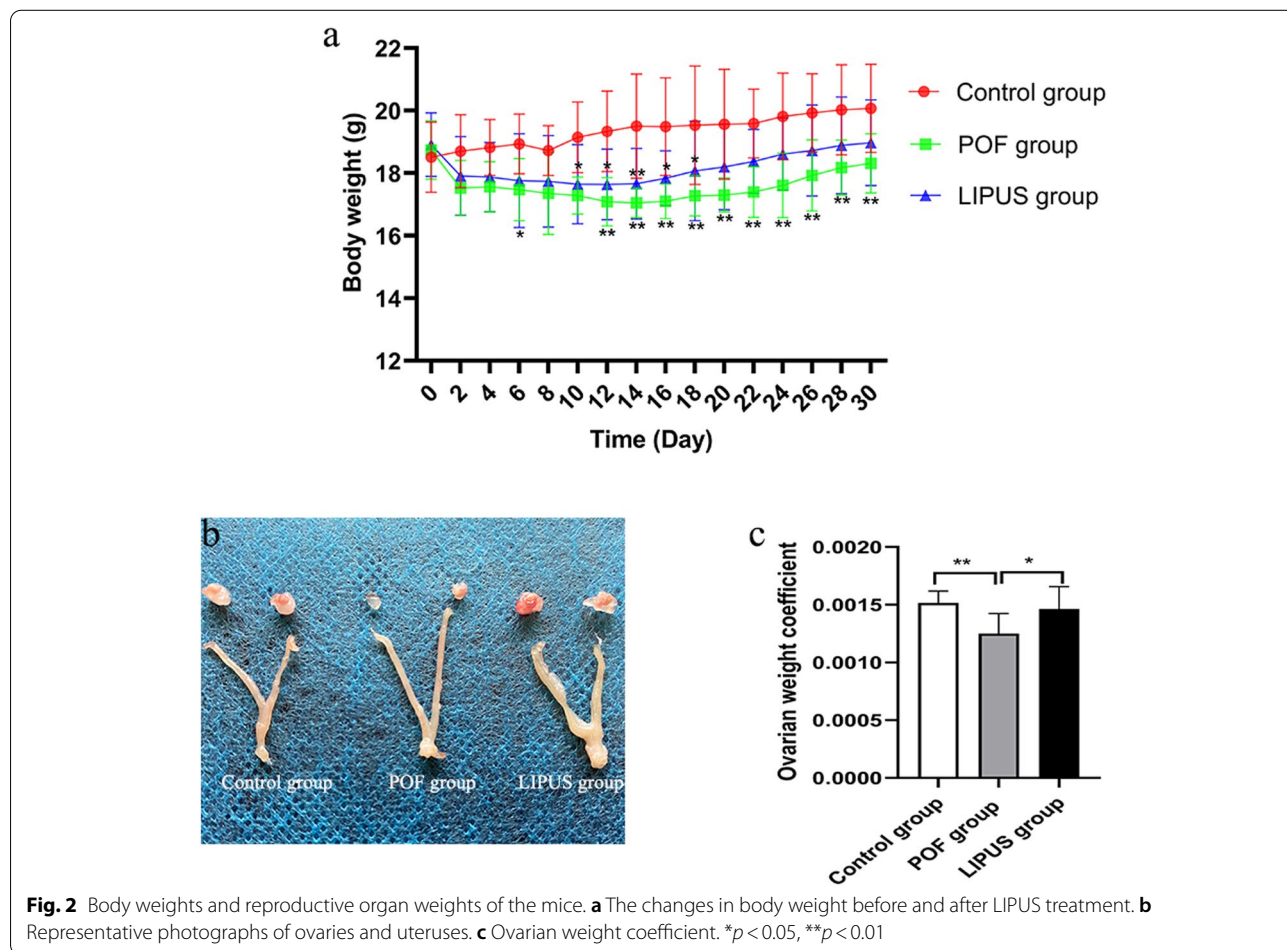 a
22
20
18
16
14
12
Body weight (g)
* * ** * *
* ** ** ** ** ** ** ** ** ** **
0 2 4 6 8 10 12 14 16 18 20 22 24 26 28 30
Time (Day)
Control group
POF group
LIPUS group
b
Control group POF group LIPUS group
c
Ovarian weight coefficient
0.0020
0.0015
0.0010
0.0005
0.0000
** *
Control group
POF group
LIPUS group
Fig. 2 Body weights and reproductive organ weights of the mice. a The changes in body weight before and after LIPUS treatment. b
Representative photographs of ovaries and uteruses. c Ovarian weight coefficient. *p < 0.05, **p < 0.01